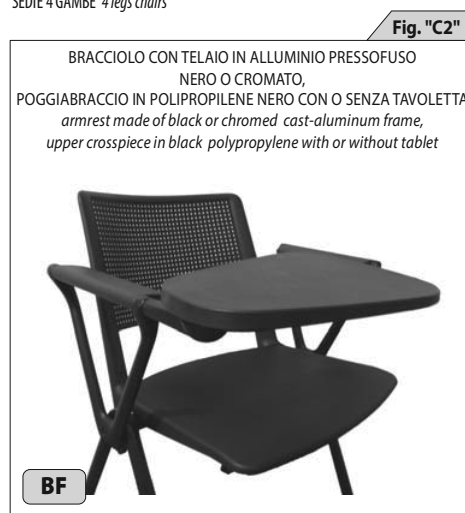 SEDIE 4 GAMBE 4 legs chairs
Fig. "C2"
BRACCIOLO CON TELAIO IN ALLUMINIO PRESSOFUSO
NERO O CROMATO,
POGGIABRACCIO IN POLIPROPILENE NERO CON O SENZA TAVOLETTA
armrest made of black or chromed cast-aluminum frame,
upper crosspiece in black polypropylene with or without tablet
BF